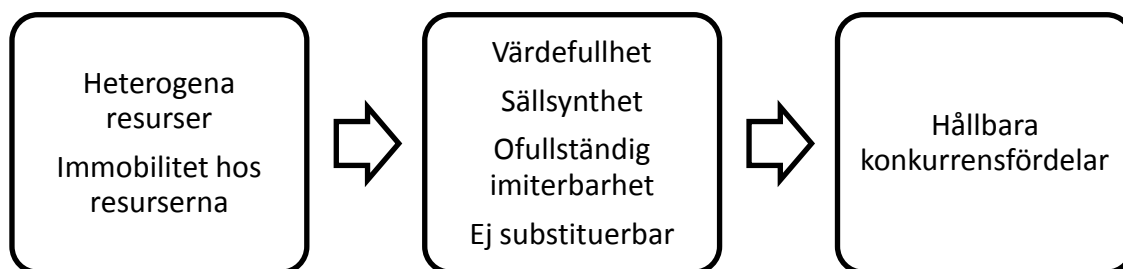 Heterogena
resurser
Immobilitet hos
resurserna
Värdefullhet
Sällsynthet
Ofullständig
imiterbarhet
Ej substituerbar
Hållbara
konkurrensfördelar